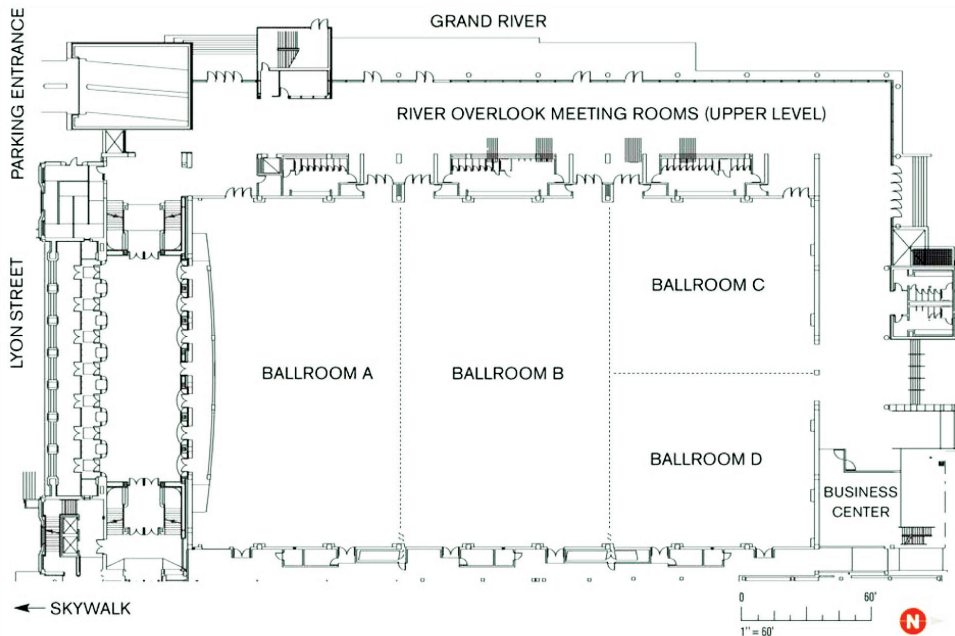 GRAND RIVER
PARKING ENTRANCE
RIVER OVERLOOK MEETING ROOMS (UPPER LEVEL)
LYON STREET
BALLROOM C
BALLROOM A
BALLROOM B
BALLROOM D
BUSINESS
CENTER
SKYWALK
0 60'
1" = 60'
N